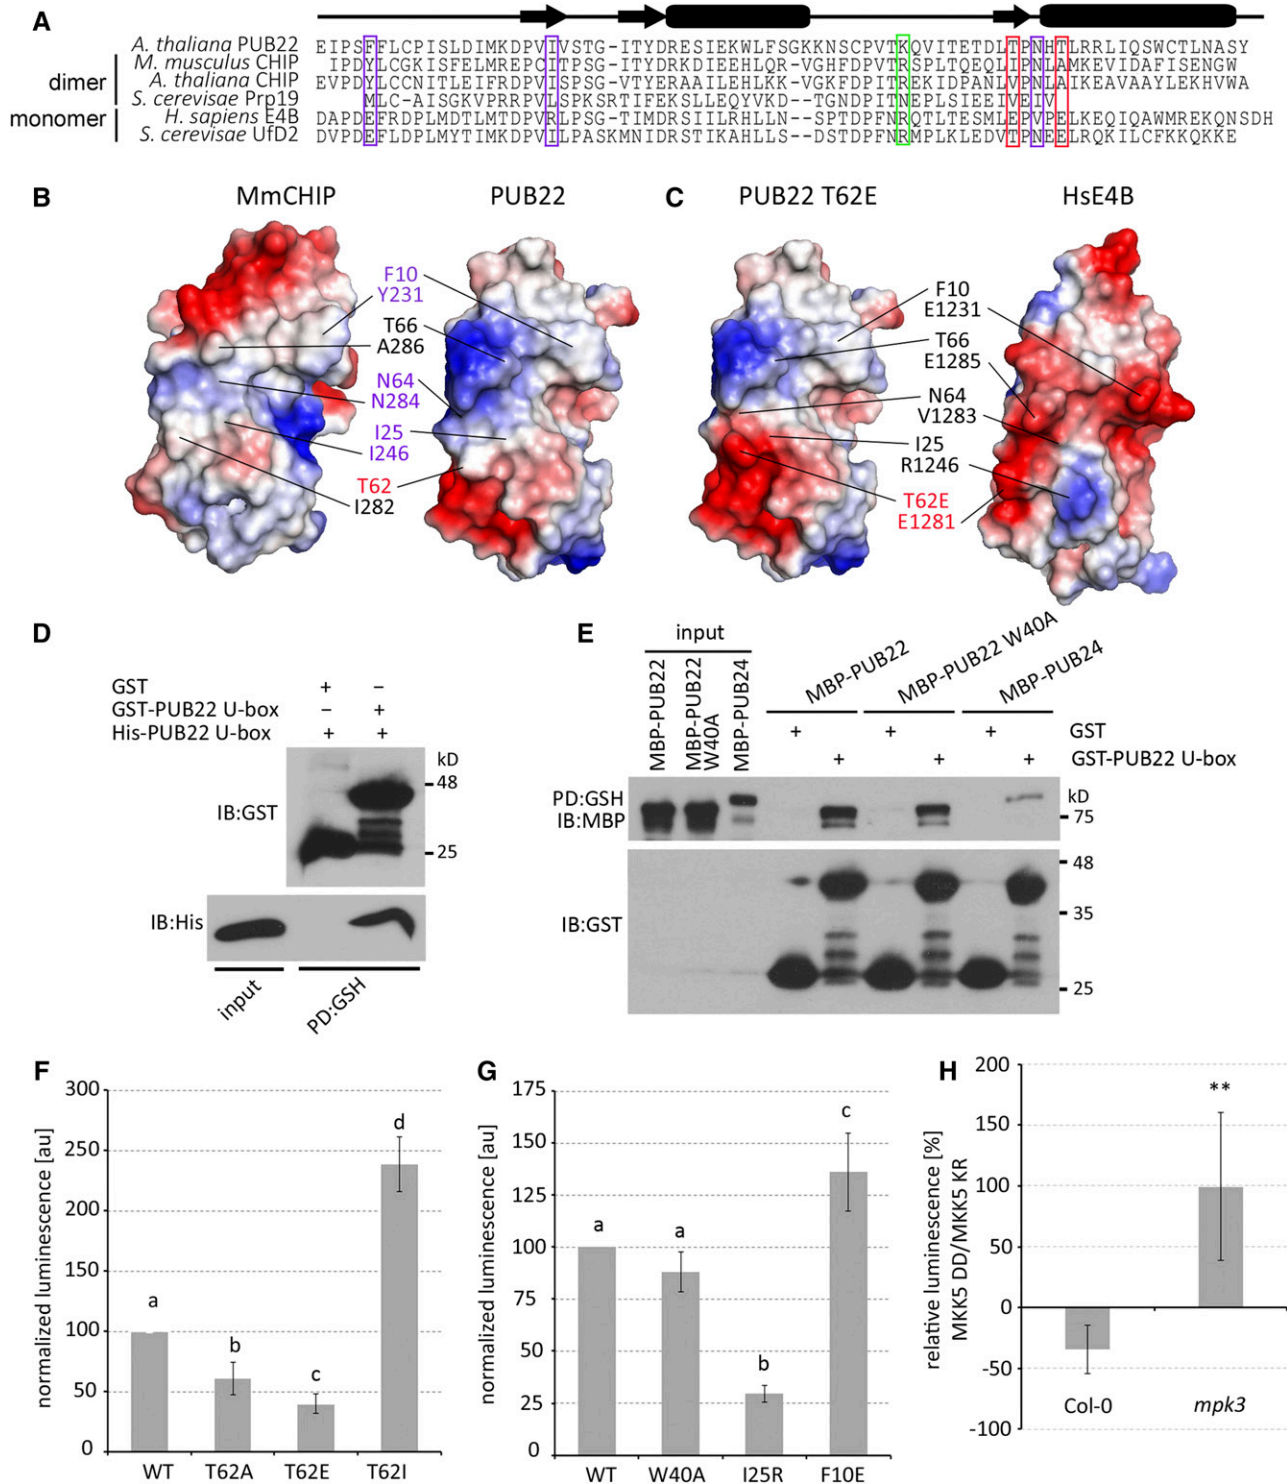 A
A. thaliana PUB22 EIPSFFLCPISLDIMKDPVIVSTG-ITYDRESIEKWLFSGKKNSCPVTKQVITETDLTPNHTLRRLIQSWCTLNASY
M. musculus CHIP IPDYLCGKISFELMREPCITPSG-ITYDRKDIEEHLQR-VGHFDPVTRSPLTQEQLIPNLAMKEVIDAFISENGW
A. thaliana CHIP EVPDYLCCNITLEIFRDPVISPSG-VTYERAAILEHLKK-VGKFDPITREKIDPANLVPNLAIKEAVAAYLEKHVWA
S. cerevisae Prp19 MLC-AISGKVPRRPVLSPKSRTIFEKSLLEQYVKD--TGNDPITNEPLSIEEIVEIV
H. sapiens E4B DAPDEFRDPLMDTLMTDPVRLPSG-TIMDRSIILRHLLN--SPTDPFNRQTLTESMLEPVPELKEQIQAWMREKQNSDH
S. cerevisae UfD2 DVPDEFLDPLMYTIMKDPVILPASKMNIDRSTIKAHLLS--DSTDPFNRMPLKLEDVTPNEELRQKILCFKKQKKE
dimer
monomer
B
MmCHIP
PUB22
F10
Y231
T66
A286
N64
N284
I25
I246
T62
I282
C
PUB22 T62E
HsE4B
F10
E1231
T66
E1285
N64
V1283
I25
R1246
T62E
E1281
D
GST + –
GST-PUB22 U-box – +
His-PUB22 U-box + +
kD
48
IB:GST
25
IB:His
input
PD:GSH
E
input
MBP-PUB22
MBP-PUB22 W40A
MBP-PUB24
MBP-PUB22
MBP-PUB22 W40A
MBP-PUB24
+ + + GST
+ + + GST-PUB22 U-box
PD:GSH
IB:MBP
kD
75
48
35
IB:GST
25
F
normalized luminescence [au]
300
250
200
150
100
50
0
a
b
c
d
WT T62A T62E T62I
G
normalized luminescence [au]
175
150
125
100
75
50
25
0
a
a
b
c
WT W40A I25R F10E
H
relative luminescence [%]
MKK5 DD/MKK5 KR
200
150
100
50
0
-50
-100
**
Col-0 mpk3